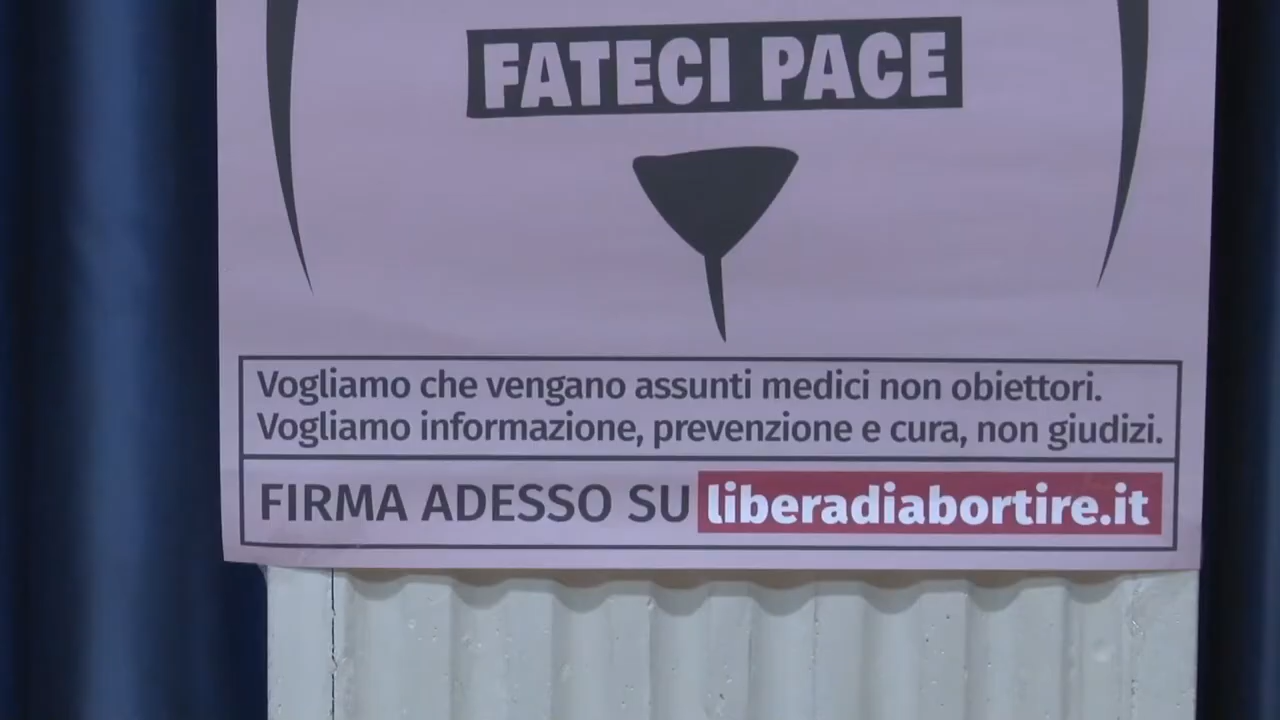 FATECI PACE
Vogliamo che vengano assunti medici non obiettori.
Vogliamo informazione, prevenzione e cura, non giudizi.
FIRMA ADESSO SU liberadiabortire.it